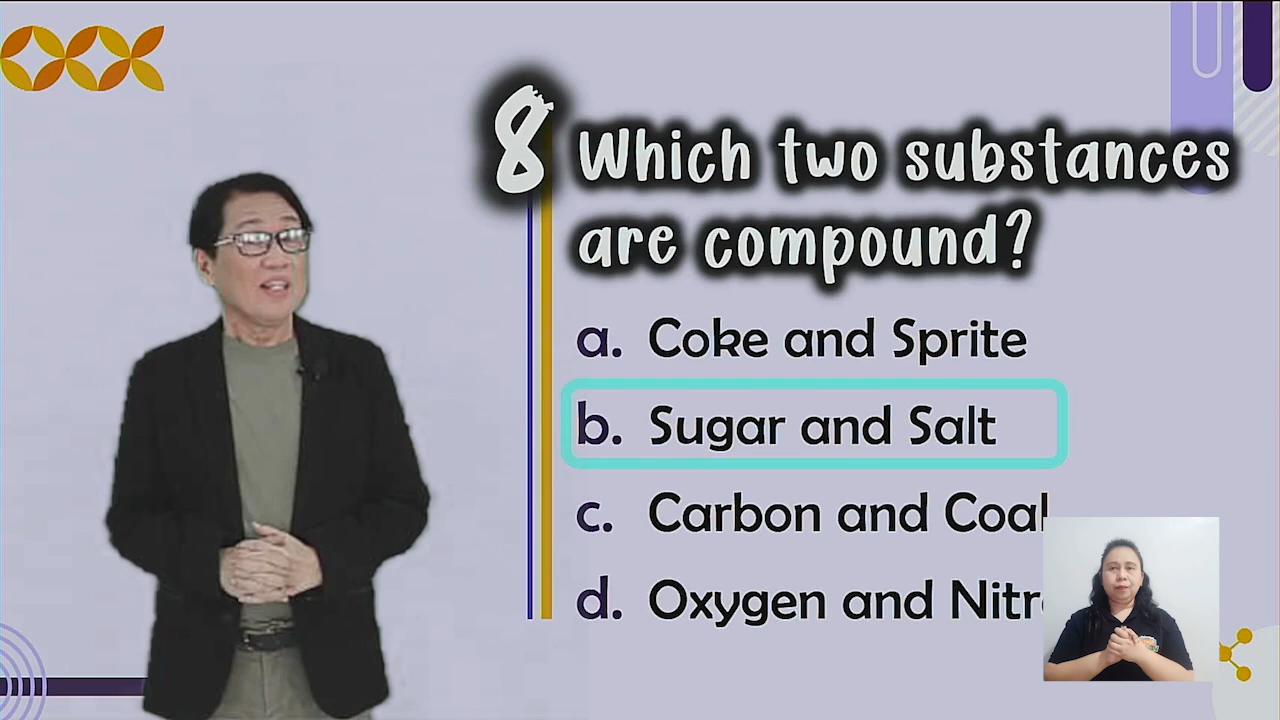 8 Which two substances
are compound?
a. Coke and Sprite
b. Sugar and Salt
c. Carbon and Coal
d. Oxygen and